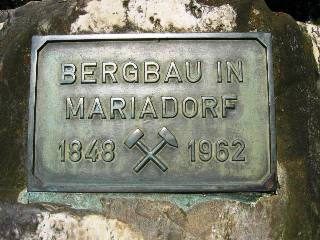 BERGBAU IN
MARIADORF
1848 1962